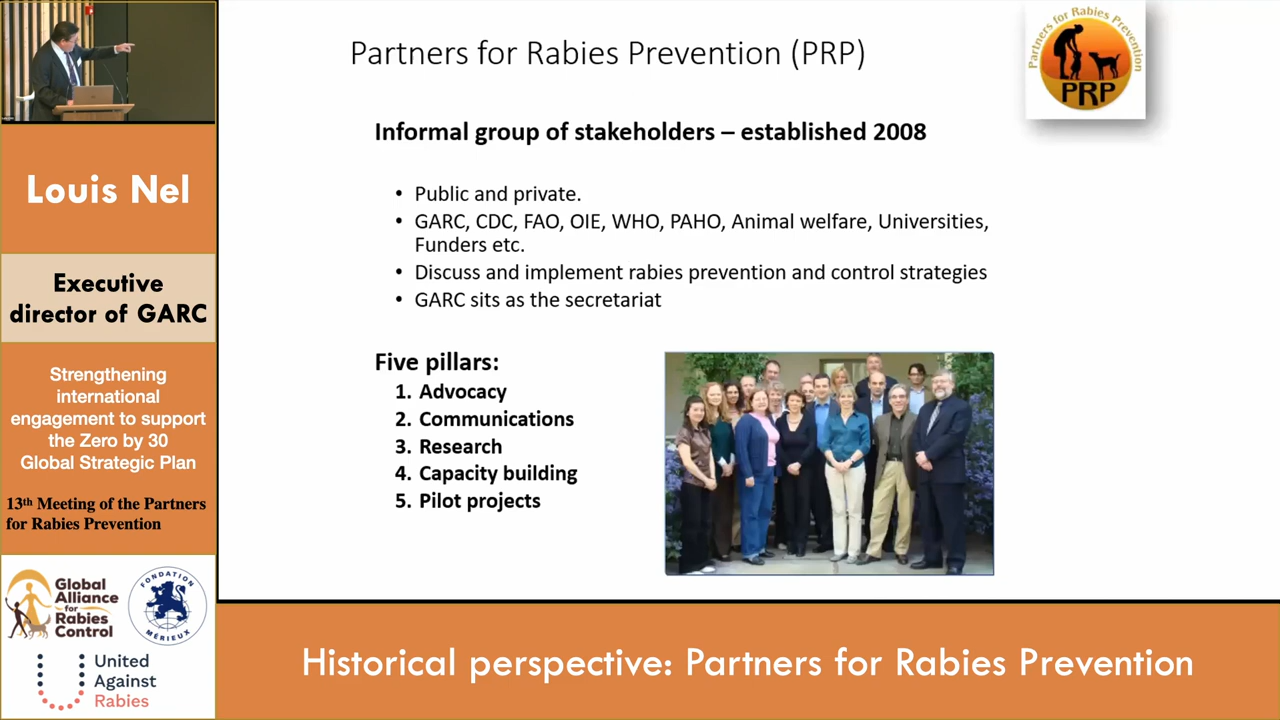 Louis Nel
Executive
director of GARC
Strengthening
international
engagement to support
the Zero by 30
Global Strategic Plan
13th Meeting of the Partners
for Rabies Prevention
Global
Alliance
for
Rabies
Control
FONDATION
MÉRIEUX
United
Against
Rabies
Partners for Rabies Prevention (PRP)
Partners for Rabies Prevention
PRP
Informal group of stakeholders – established 2008
• Public and private.
• GARC, CDC, FAO, OIE, WHO, PAHO, Animal welfare, Universities,
Funders etc.
• Discuss and implement rabies prevention and control strategies
• GARC sits as the secretariat
Five pillars:
1. Advocacy
2. Communications
3. Research
4. Capacity building
5. Pilot projects
Historical perspective: Partners for Rabies Prevention